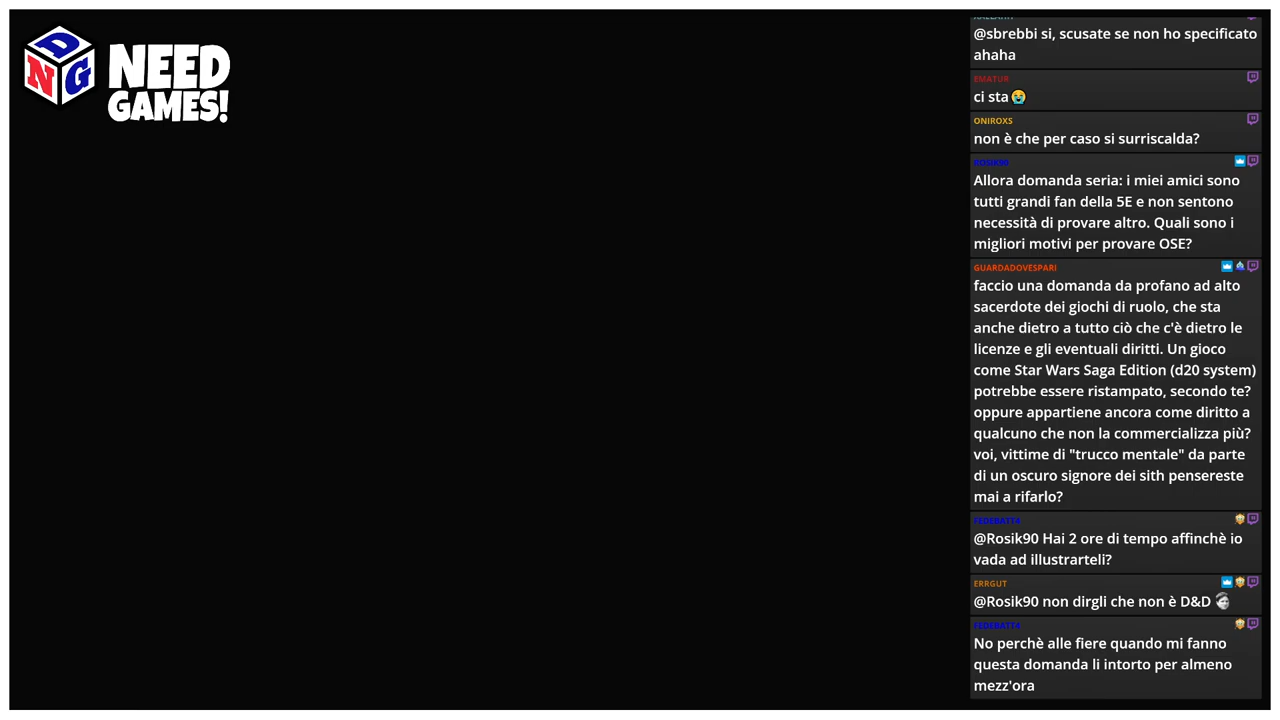 D
N G
NEED
GAMES!
@sbrebbi si, scusate se non ho specificato
ahaha
EMATUR
ci sta
ONIROXS
non è che per caso si surriscalda?
ROSIK90
Allora domanda seria: i miei amici sono
tutti grandi fan della 5E e non sentono
necessità di provare altro. Quali sono i
migliori motivi per provare OSE?
GUARDADOVESPARI
faccio una domanda da profano ad alto
sacerdote dei giochi di ruolo, che sta
anche dietro a tutto ciò che c'è dietro le
licenze e gli eventuali diritti. Un gioco
come Star Wars Saga Edition (d20 system)
potrebbe essere ristampato, secondo te?
oppure appartiene ancora come diritto a
qualcuno che non la commercializza più?
voi, vittime di "trucco mentale" da parte
di un oscuro signore dei sith pensereste
mai a rifarlo?
FEDEBATT4
@Rosik90 Hai 2 ore di tempo affinchè io
vada ad illustrarteli?
ERRGUT
@Rosik90 non dirgli che non è D&D
FEDEBATT4
No perchè alle fiere quando mi fanno
questa domanda li intorto per almeno
mezz'ora